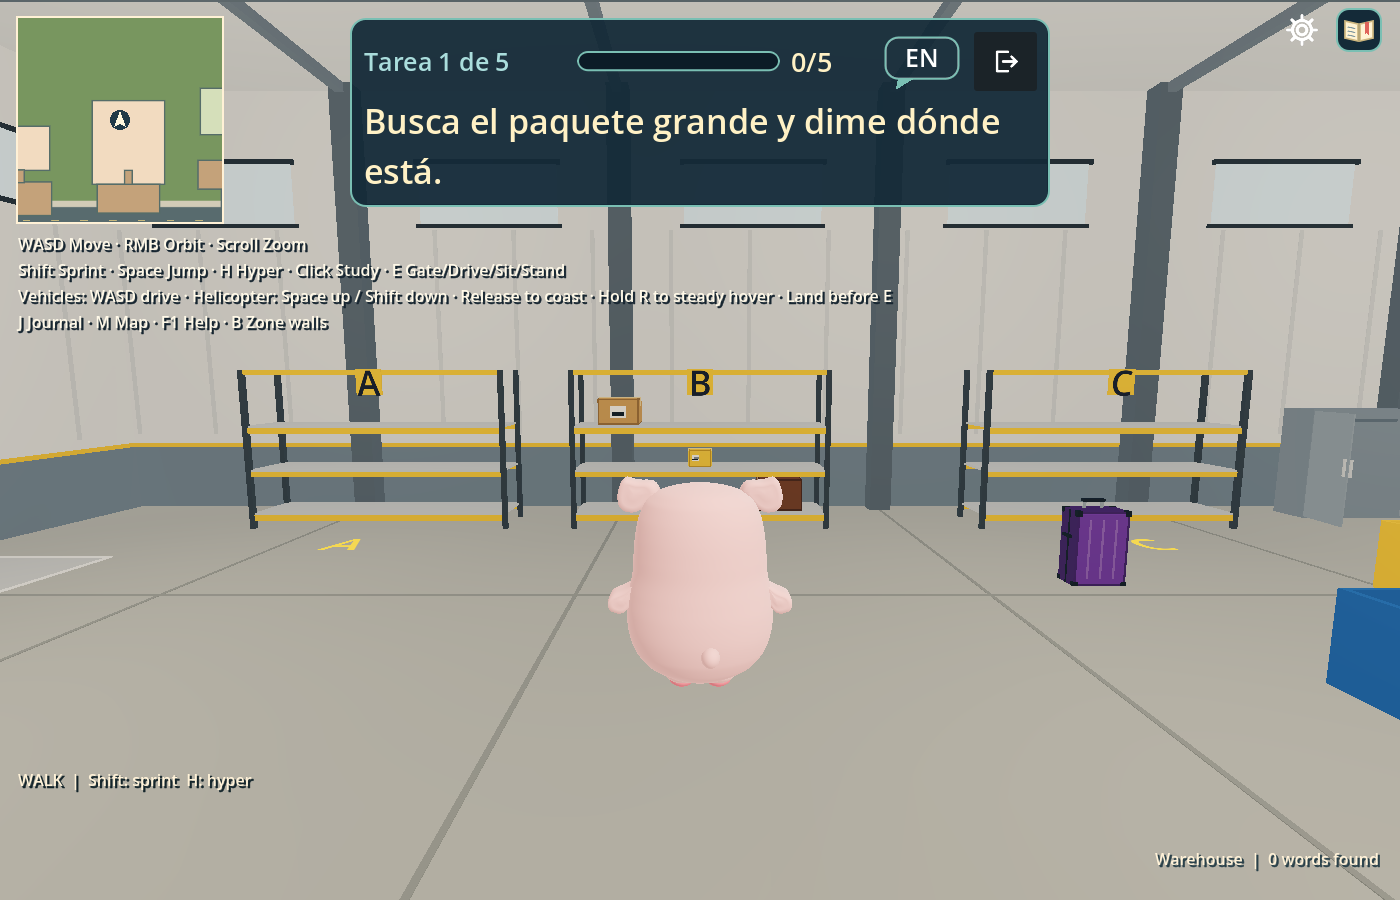 Tarea 1 de 5
0/5
EN
Busca el paquete grande y dime dónde
está.
WASD Move · RMB Orbit · Scroll Zoom
Shift Sprint · Space Jump · H Hyper · Click Study · E Gate/Drive/Sit/Stand
Vehicles: WASD drive · Helicopter: Space up / Shift down · Release to coast · Hold R to steady hover · Land before E
J Journal · M Map · F1 Help · B Zone walls
A
B
C
A
C
WALK | Shift: sprint H: hyper
Warehouse | 0 words found